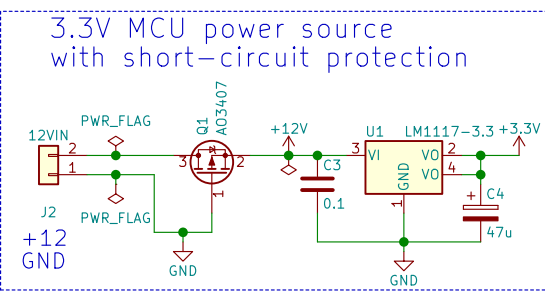 3.3V MCU power source
with short-circuit protection
PWR_FLAG
12VIN
2
1
J2
PWR_FLAG
+12
GND
Q1
AO3407
3
2
1
GND
+12V
C3
0.1
U1
LM1117-3.3
+3.3V
3
VI
VO
2
VO
4
GND
1
+
C4
47u
GND